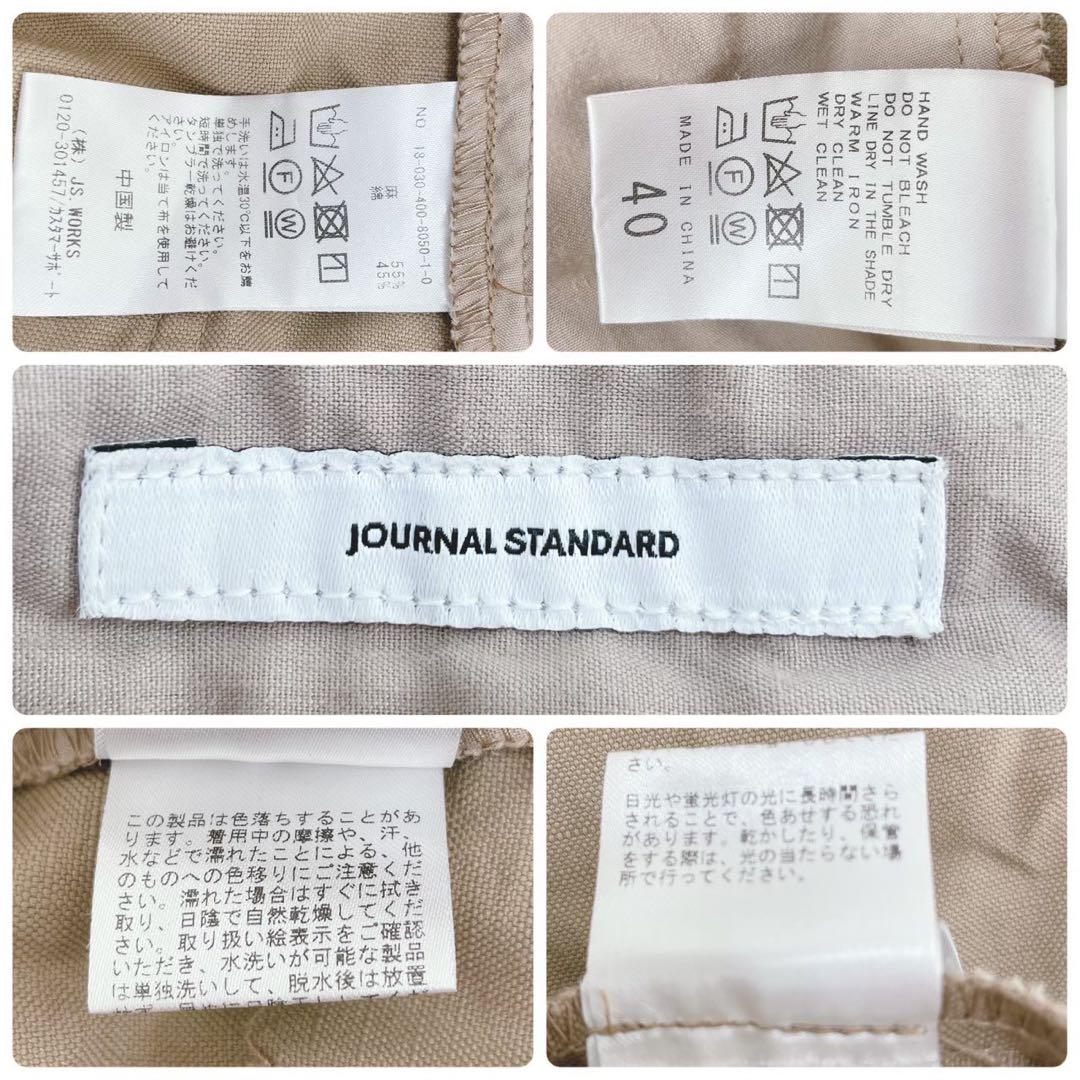 NO 18-030-400-8050-1-0
麻 55%
綿 45%
手洗いは水温30℃以下をお薦
めします。
単独で洗ってください。
短時間で洗ってください。
タンブラー乾燥はお避けくだ
さい。
アイロンは当て布を使用して
ください。
中国製
(株) JS. WORKS
0120-301457/カスタマーサポート
F
W
HAND WASH
DO NOT BLEACH
DO NOT TUMBLE DRY
LINE DRY IN THE SHADE
WARM IRON
DRY CLEAN
WET CLEAN
F
W
MADE IN CHINA
40
JOURNAL STANDARD
この製品は色落ちすることがあ
ります。着用中の摩擦や、汗、
水などで濡れたことによる、他
のものへの色移りにご注意くだ
さい。濡れた場合はすぐに拭き
取り、日陰で自然乾燥してくだ
さい。取り扱い絵表示をご確認
いただき、水洗いが可能な製品
は単独洗いして、脱水後は放置
さい。
日光や蛍光灯の光に長時間さら
されることで、色あせする恐れ
があります。乾かしたり、保管
をする際は、光の当たらない場
所で行ってください。